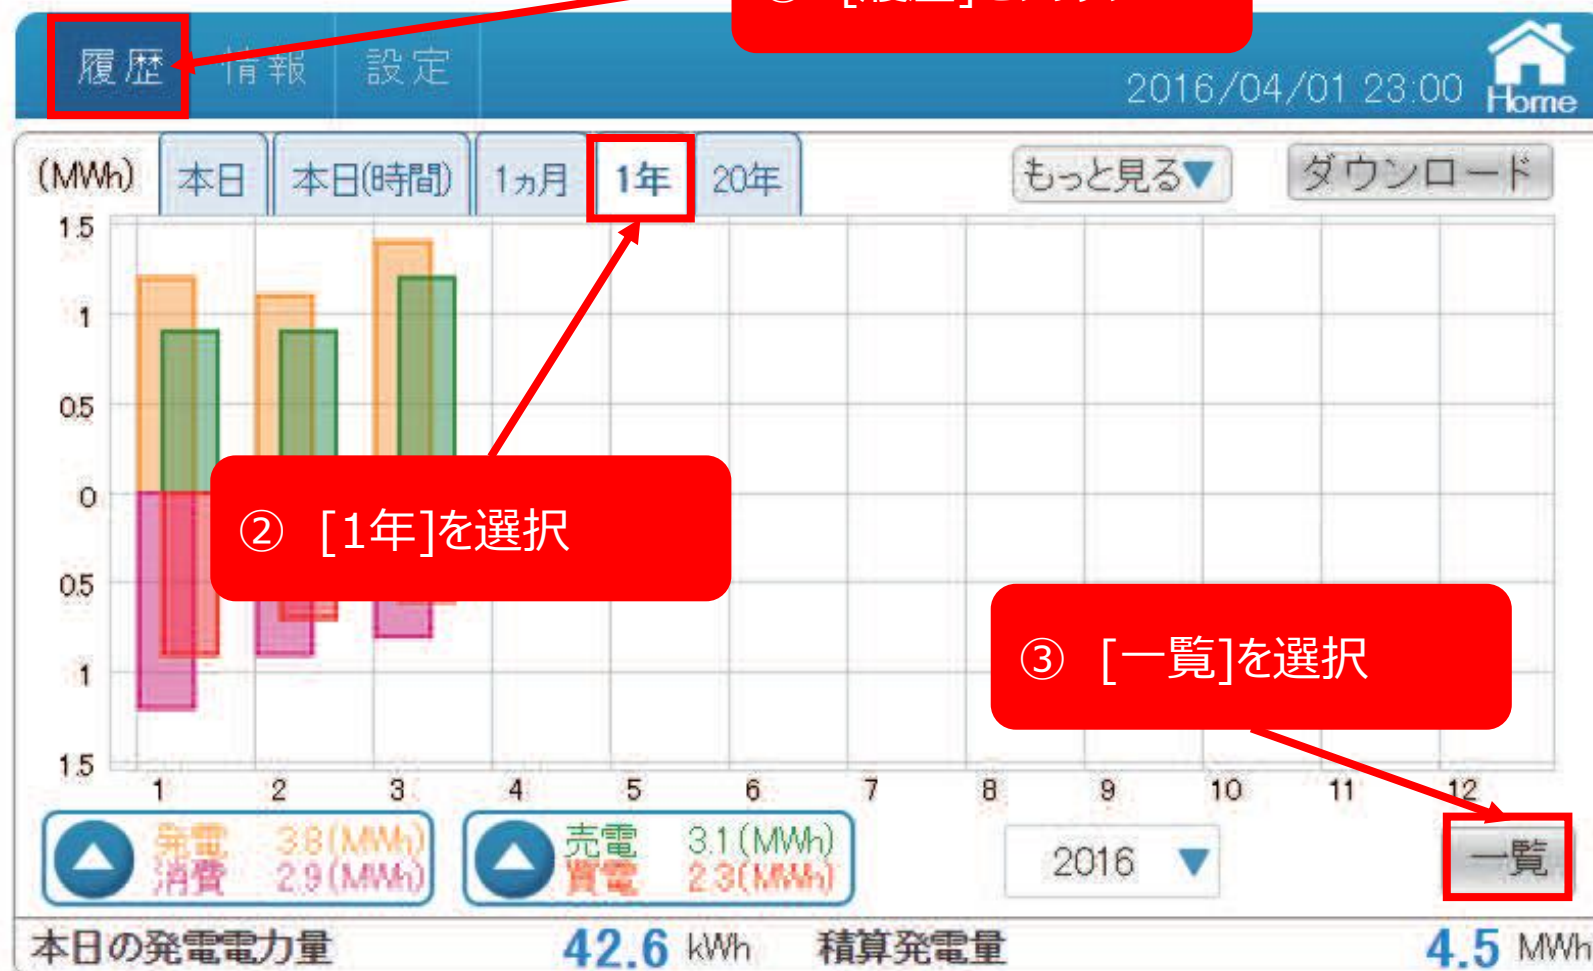 ① [履歴]を選択
履歴 情報 設定
2016/04/01 23:00 Home
(MWh) 本日 本日(時間) 1ヵ月 1年 20年 もっと見る▼ ダウンロード
1.5
1
0.5
0
② [1年]を選択
0.5
③ [一覧]を選択
1
1.5
1 2 3 4 5 6 7 8 9 10 11 12
発電 3.8(MWh)
消費 2.9(MWh)
売電 3.1(MWh)
買電 2.3(MWh)
2016 ▼
一覧
本日の発電電力量 42.6 kWh 積算発電量 4.5 MWh